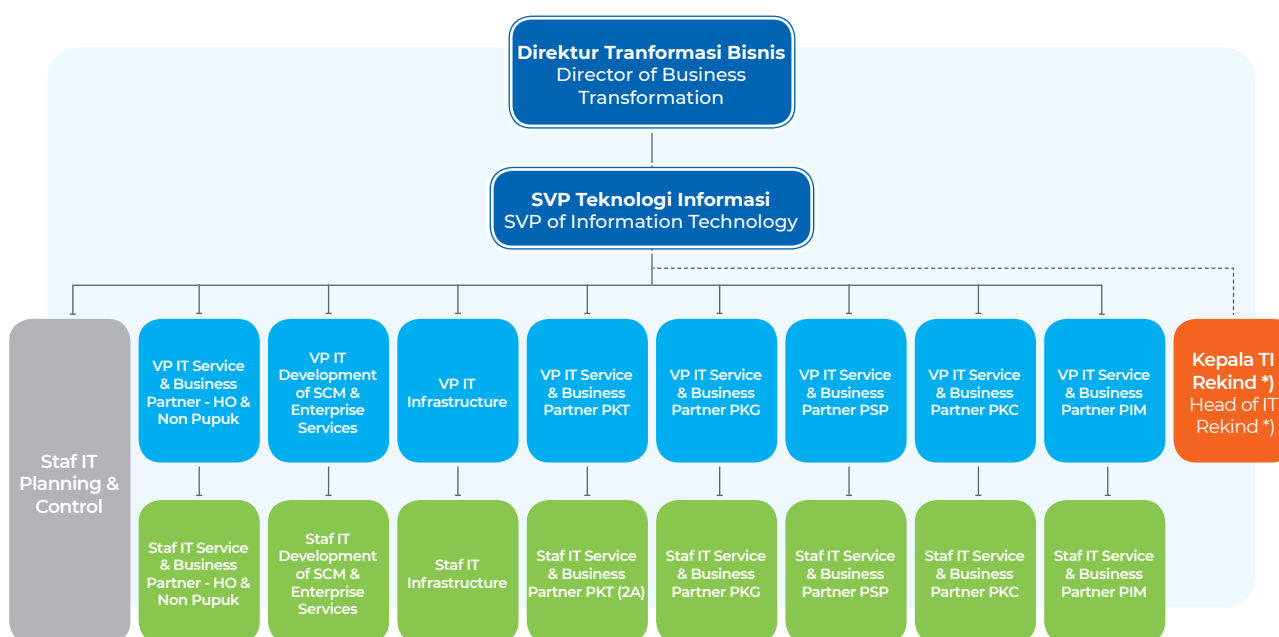 Direktur Tranformasi Bisnis
Director of Business
Transformation
SVP Teknologi Informasi
SVP of Information Technology
Staf IT
Planning &
Control
VP IT Service
& Business
Partner - HO &
Non Pupuk
VP IT
Development
of SCM &
Enterprise
Services
VP IT
Infrastructure
VP IT Service
& Business
Partner PKT
VP IT Service
& Business
Partner PKG
VP IT Service
& Business
Partner PSP
VP IT Service
& Business
Partner PKC
VP IT Service
& Business
Partner PIM
Kepala TI
Rekind *)
Head of IT
Rekind *)
Staf IT Service
& Business
Partner - HO &
Non Pupuk
Staf IT
Development
of SCM &
Enterprise
Services
Staf IT
Infrastructure
Staf IT Service
& Business
Partner PKT (2A)
Staf IT Service
& Business
Partner PKG
Staf IT Service
& Business
Partner PSP
Staf IT Service
& Business
Partner PKC
Staf IT Service
& Business
Partner PIM